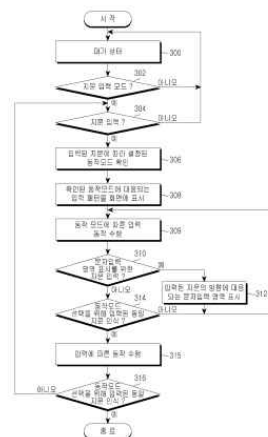 시 작
대기 상태
300
302
지문 입력 모드 ?
아니오
예
304
지문 입력 ?
아니오
예
입력된 지문에 따라 설정된
동작모드 확인
306
확인된 동작모드에 대응되는
입력 패턴을 화면에 표시
308
동작 모드에 따른 입력
동작 수행
309
310
문자입력
영역 표시를 위한
지문 입력 ?
예
아니오
입력된 지문의 방향에 대응
되는 문자입력 영역 표시
312
314
동작모드
선택을 위해 입력된 동일
지문 인식 ?
아니오
예
입력에 따른 동작 수행
315
316
동작모드
선택을 위해 입력된 동일
지문 인식 ?
아니오
예
종 료